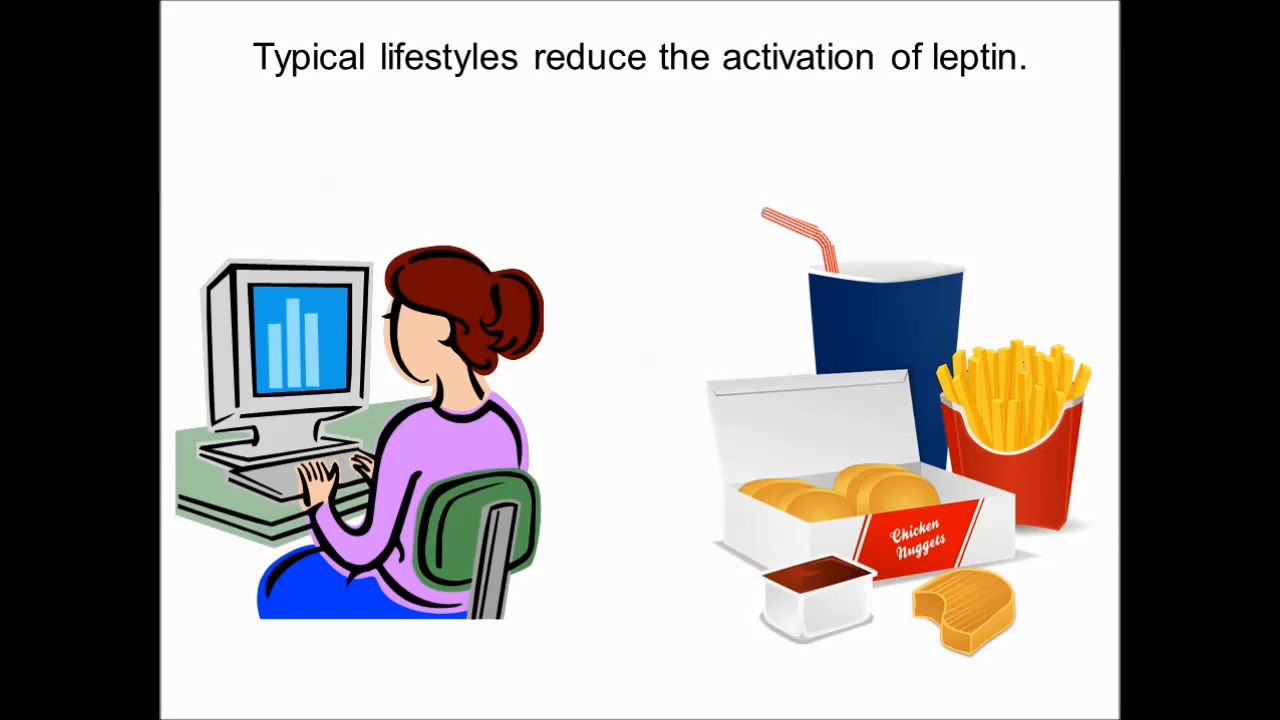 Typical lifestyles reduce the activation of leptin.
Chicken
Nuggets